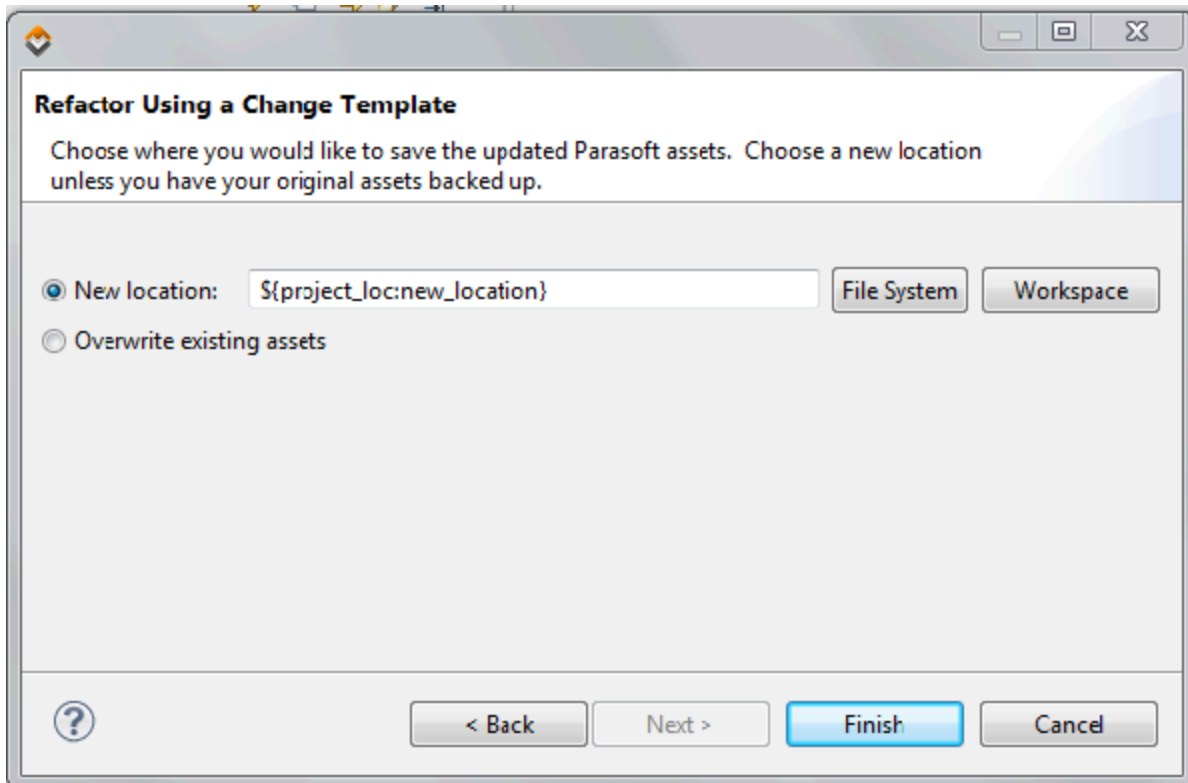 Refactor Using a Change Template
Choose where you would like to save the updated Parasoft assets.  Choose a new location
unless you have your original assets backed up.
New location: ${project_loc:new_location} File System Workspace
Overwrite existing assets
? < Back Next > Finish Cancel